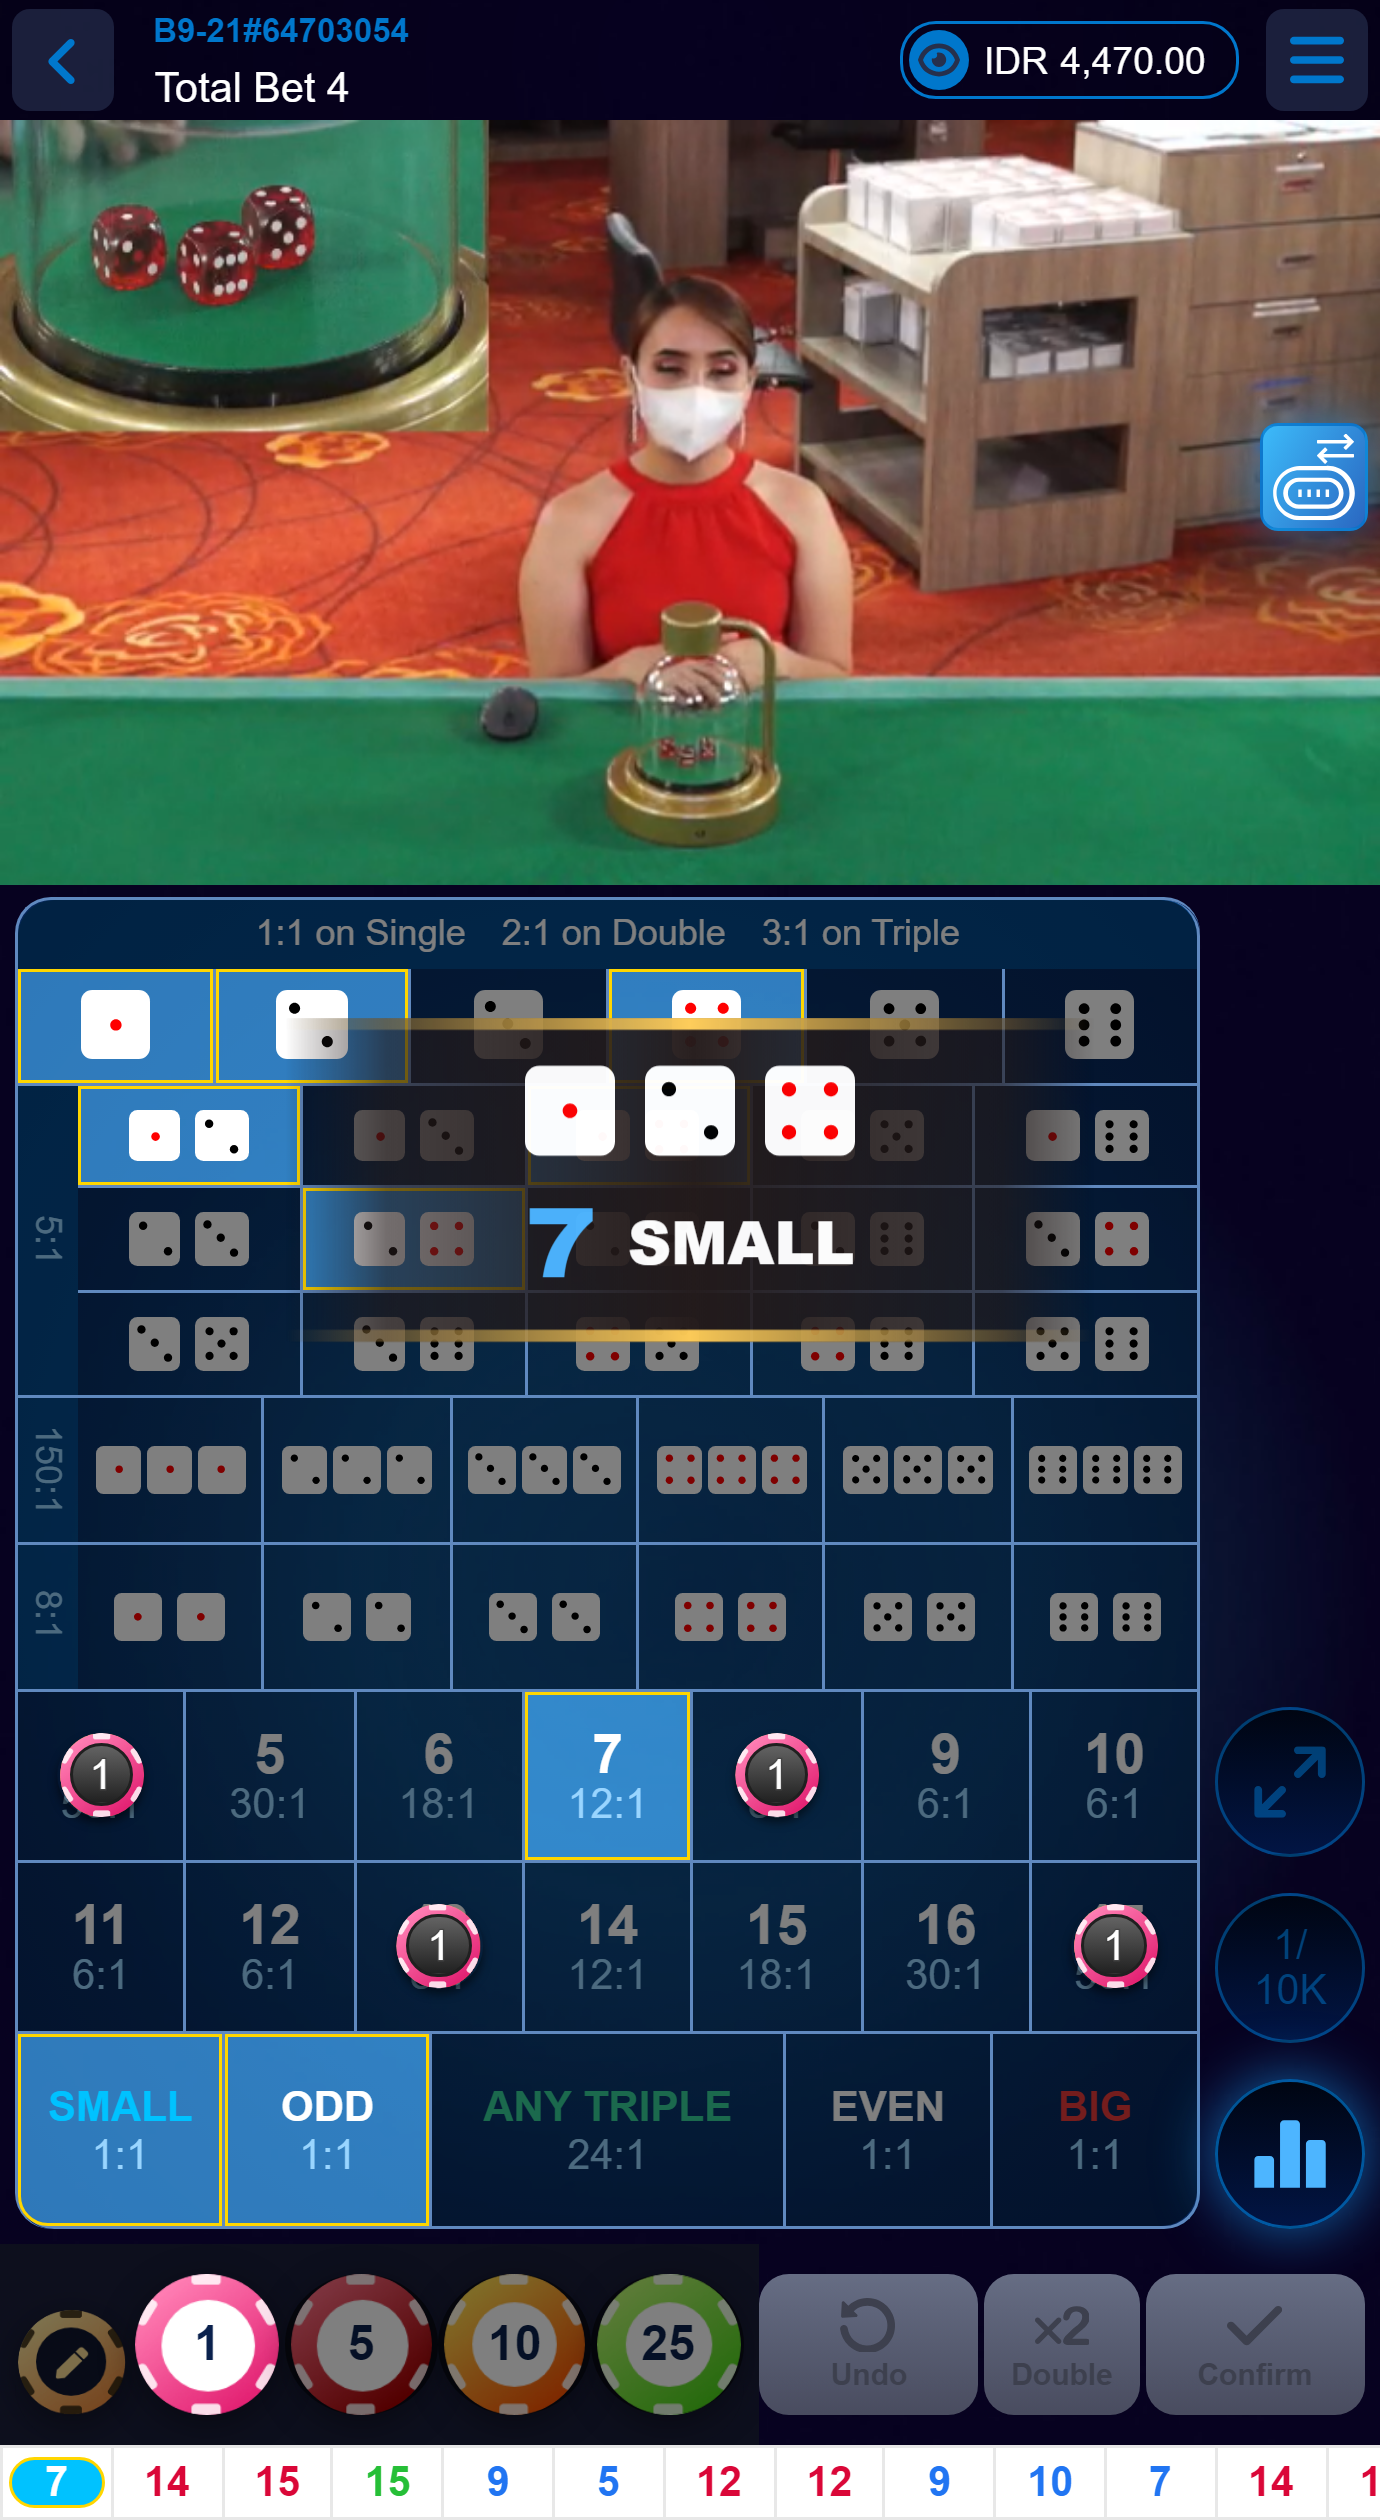 B9-21#64703054
Total Bet 4
IDR 4,470.00
1:1 on Single 2:1 on Double 3:1 on Triple
5:1
7 SMALL
150:1
8:1
1 5 6 7 1 9 10
30:1 18:1 12:1 6:1 6:1
11 12 1 14 15 16 1
6:1 6:1 12:1 18:1 30:1
1/
10K
SMALL ODD ANY TRIPLE EVEN BIG
1:1 1:1 24:1 1:1 1:1
1 5 10 25
Undo
x2
Double
Confirm
7 14 15 15 9 5 12 12 9 10 7 14